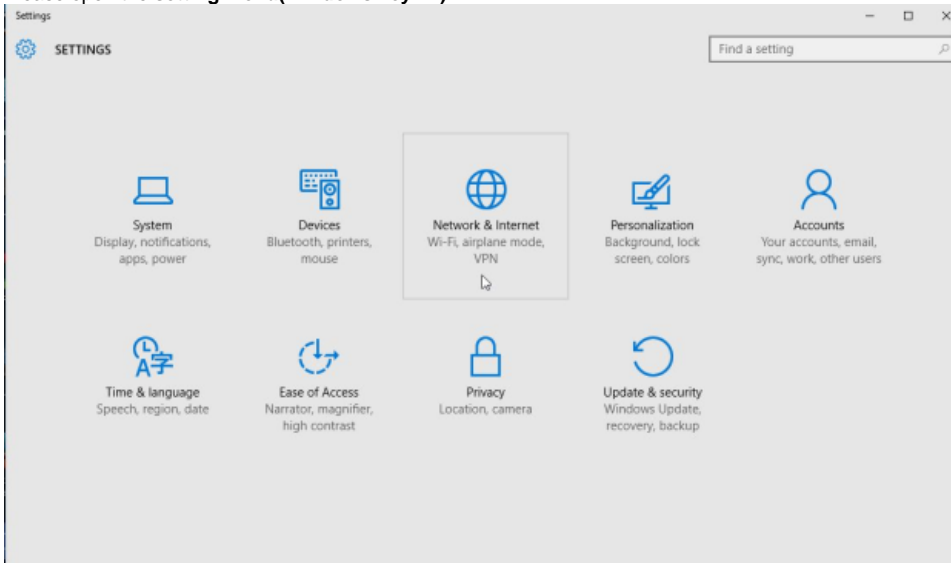 Settings
SETTINGS
Find a setting
System
Display, notifications,
apps, power
Devices
Bluetooth, printers,
mouse
Network & Internet
Wi-Fi, airplane mode,
VPN
Personalization
Background, lock
screen, colors
Accounts
Your accounts, email,
sync, work, other users
A字
Time & language
Speech, region, date
Ease of Access
Narrator, magnifier,
high contrast
Privacy
Location, camera
Update & security
Windows Update,
recovery, backup